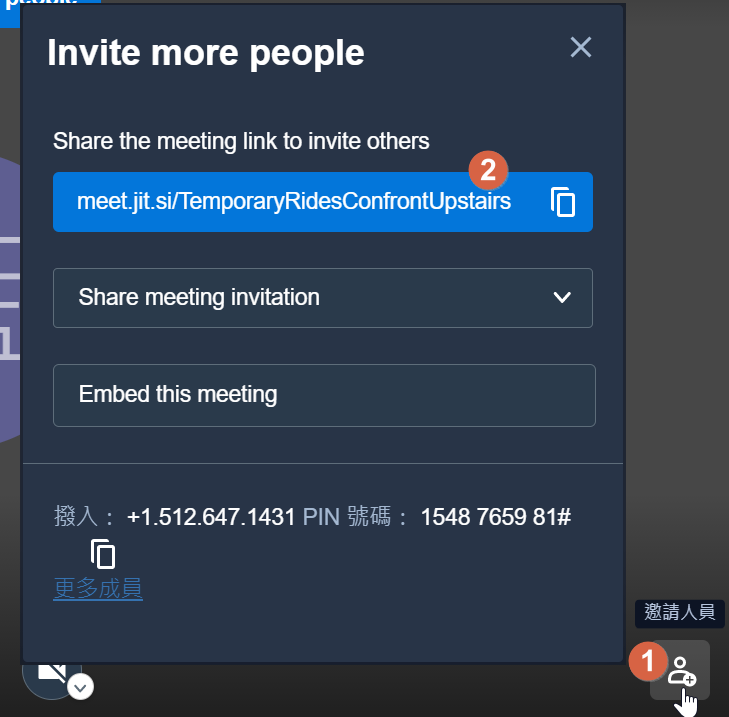 people
Invite more people
Share the meeting link to invite others
2
meet.jit.si/TemporaryRidesConfrontUpstairs
Share meeting invitation
Embed this meeting
撥入： +1.512.647.1431 PIN 號碼： 1548 7659 81#
更多成員
邀請人員
1